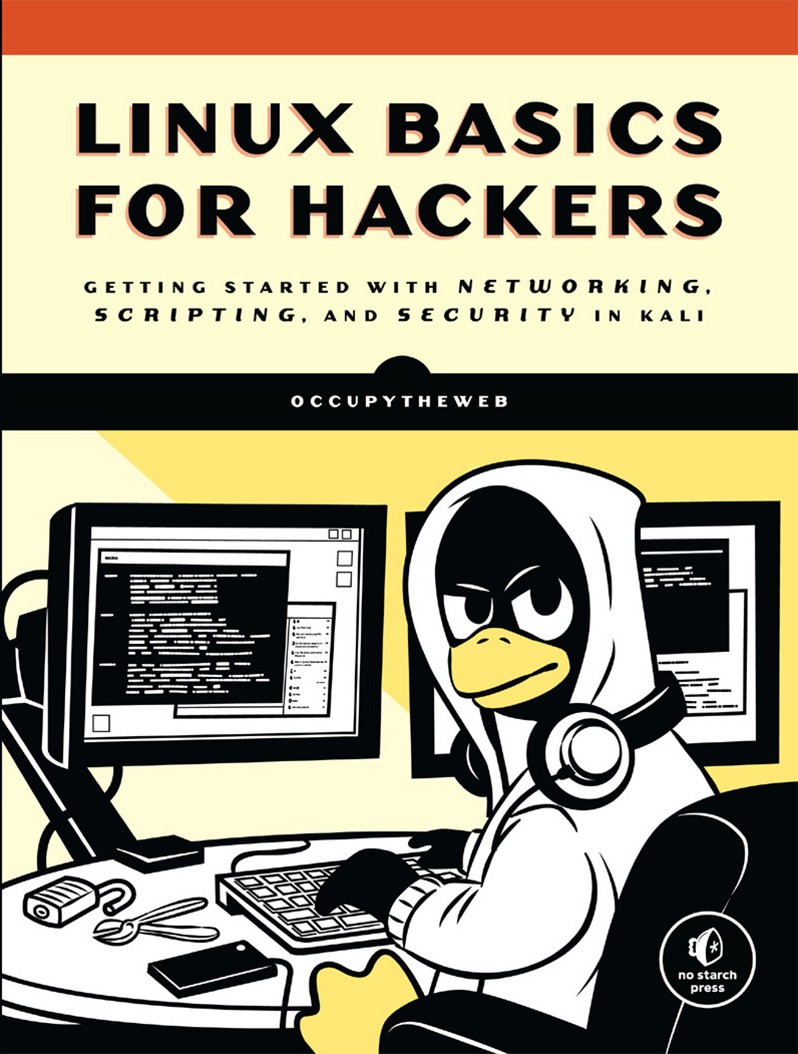 LINUX BASICS
FOR HACKERS
GETTING STARTED WITH NETWORKING,
SCRIPTING, AND SECURITY IN KALI
OCCUPYTHEWEB
no starch
press